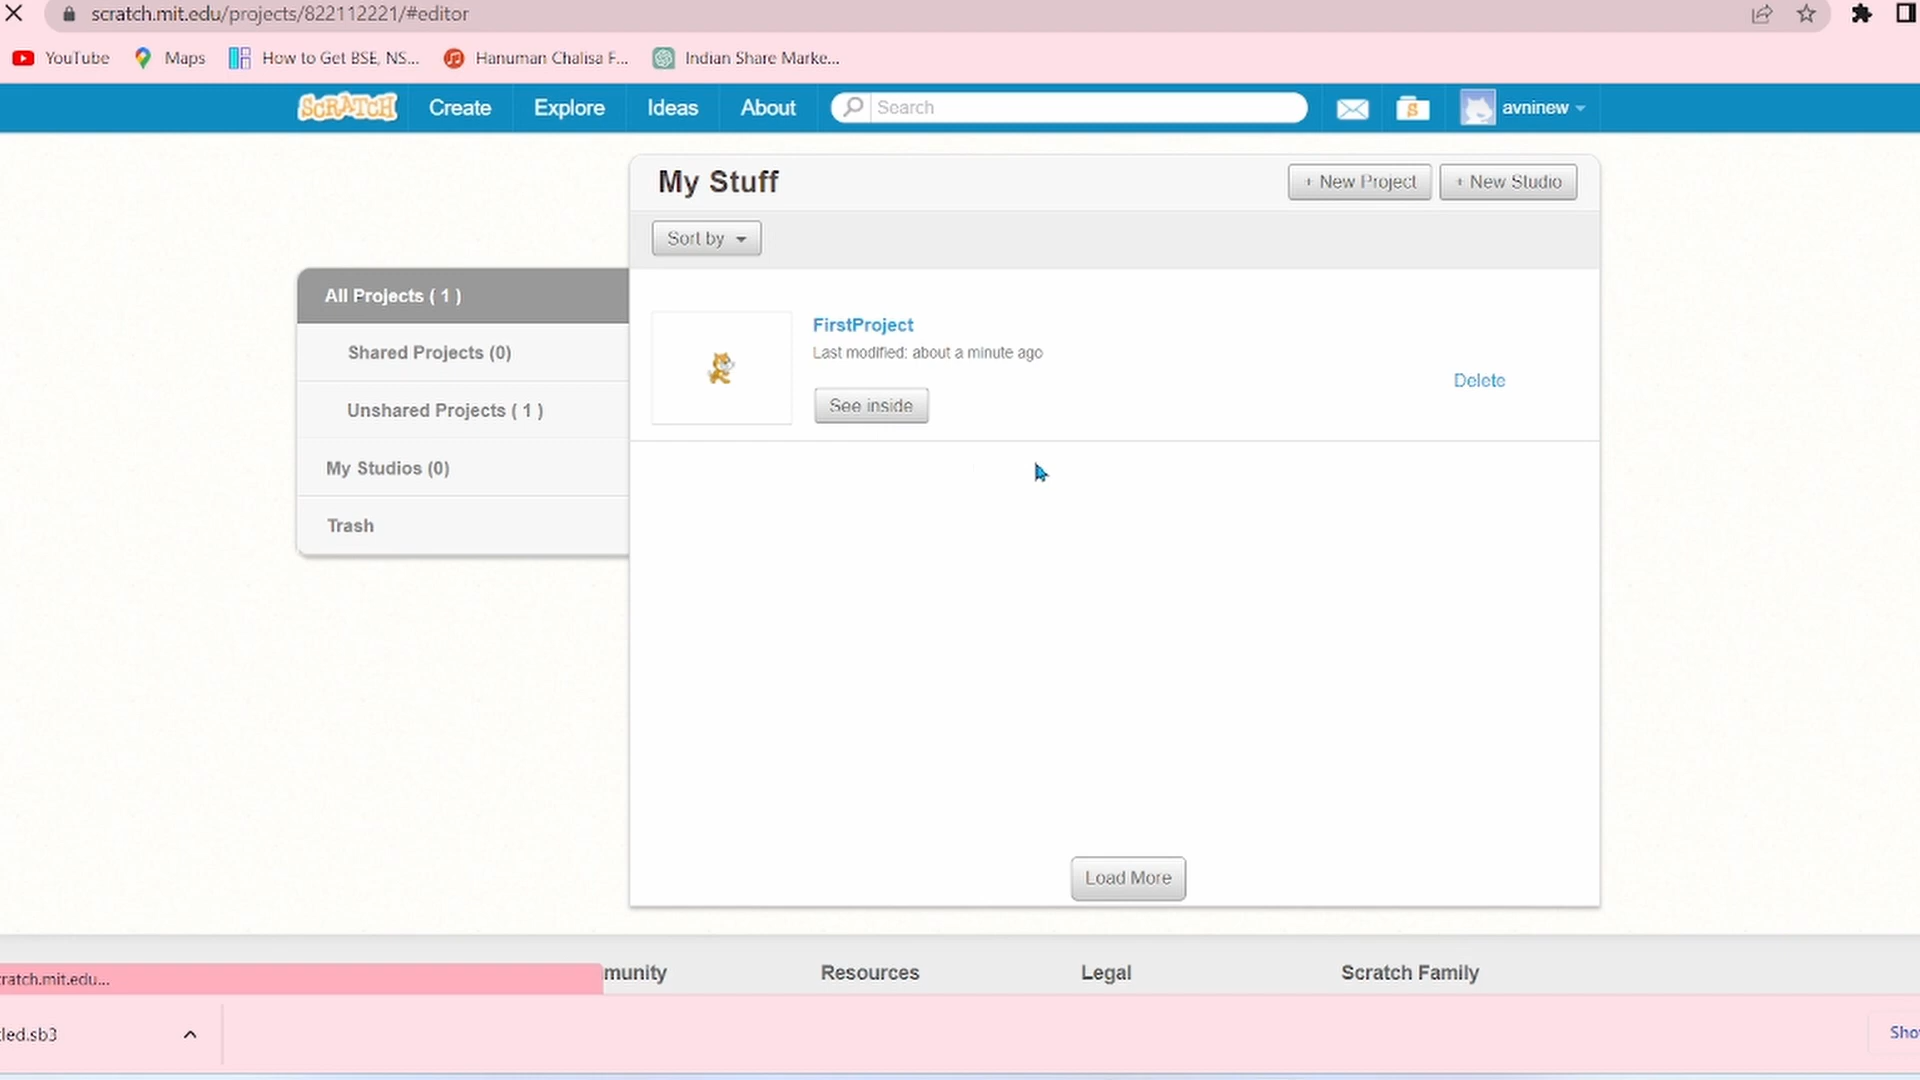 scratch.mit.edu/projects/822112221/#editor
YouTube Maps How to Get BSE, NS... Hanuman Chalisa F... Indian Share Marke...
SCRATCH Create Explore Ideas About Search S avninew
My Stuff + New Project + New Studio
Sort by
All Projects ( 1 )
Shared Projects (0)
Unshared Projects ( 1 )
My Studios (0)
Trash
FirstProject
Last modified: about a minute ago
See inside
Delete
Load More
munity Resources Legal Scratch Family
ratch.mit.edu...
led.sb3
Sho